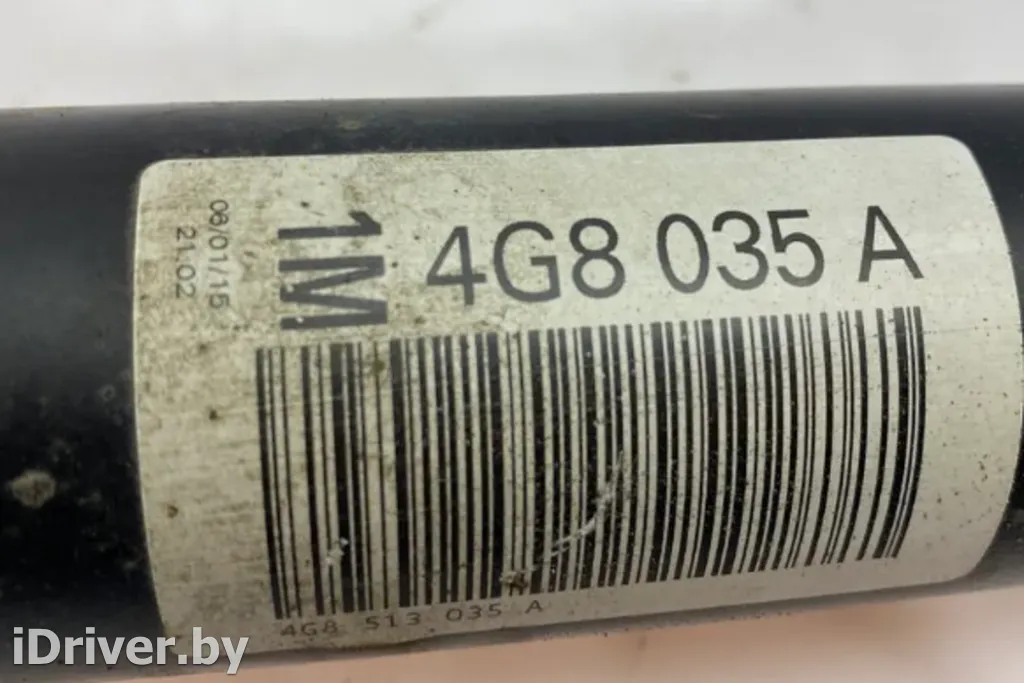 08/01/15
21.02
1M
4G8 035 A
4G8 513 035 A
iDriver.by